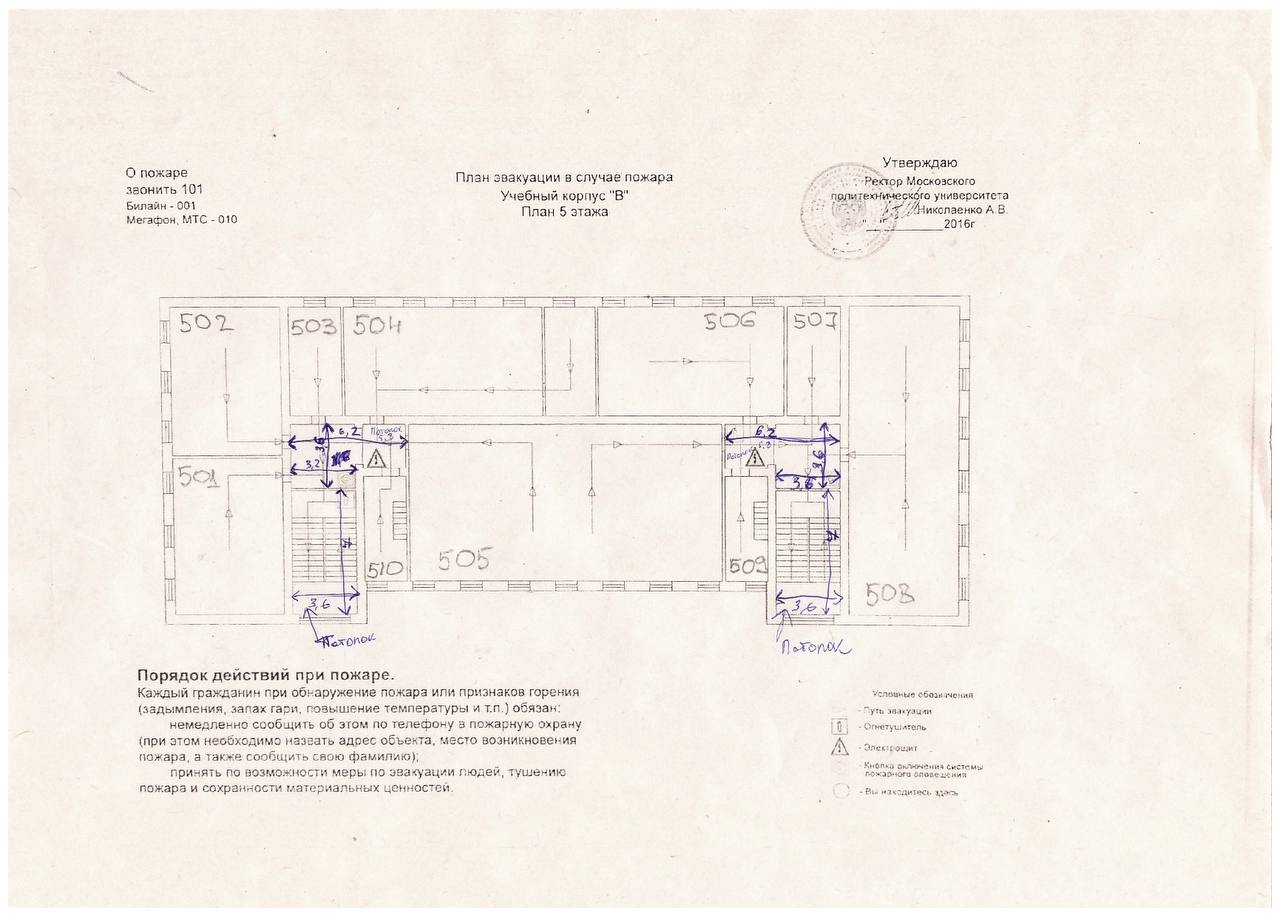 О пожаре
звонить 101
Билайн - 001
Мегафон, МТС - 010
План эвакуации в случае пожара
Учебный корпус "В"
План 5 этажа
Утверждаю
Ректор Московского
политехнического университета
Николаенко А.В.
"__"________2016г
502
503
504
506
507
6,2
Потолок
3,6
3,2
6,2
3,6
3,6
501
505
510
509
508
3,6
3,6
Потолок
Потолок
Порядок действий при пожаре.
Каждый гражданин при обнаружение пожара или признаков горения
(задымления, запах гари, повышение температуры и т.п.) обязан:
немедленно сообщить об этом по телефону в пожарную охрану
(при этом необходимо назвать адрес объекта, место возникновения
пожара, а также сообщить свою фамилию);
принять по возможности меры по эвакуации людей, тушению
пожара и сохранности материальных ценностей.
Условные обозначения
- Путь эвакуации
- Огнетушитель
- Электрощит
- Кнопка включения системы
пожарного оповещения
- Вы находитесь здесь